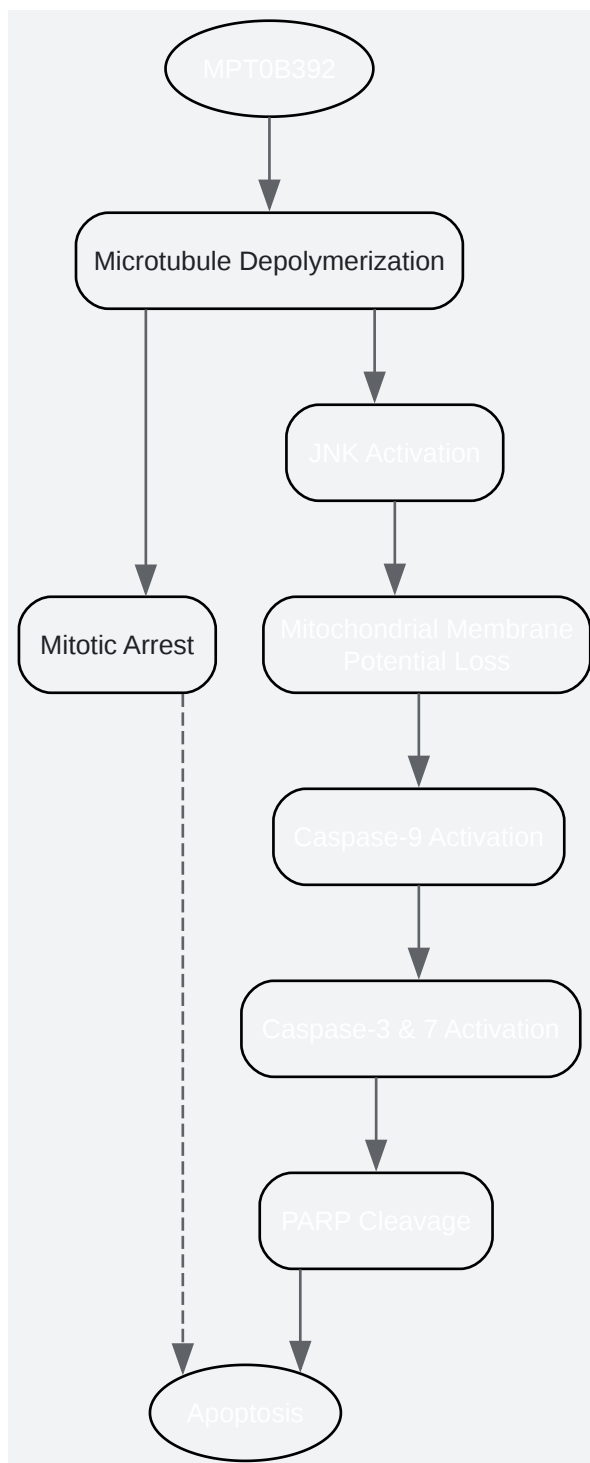 MPT0B392
Microtubule Depolymerization
JNK Activation
Mitotic Arrest
Mitochondrial Membrane
Potential Loss
Caspase-9 Activation
Caspase-3 & 7 Activation
PARP Cleavage
Apoptosis